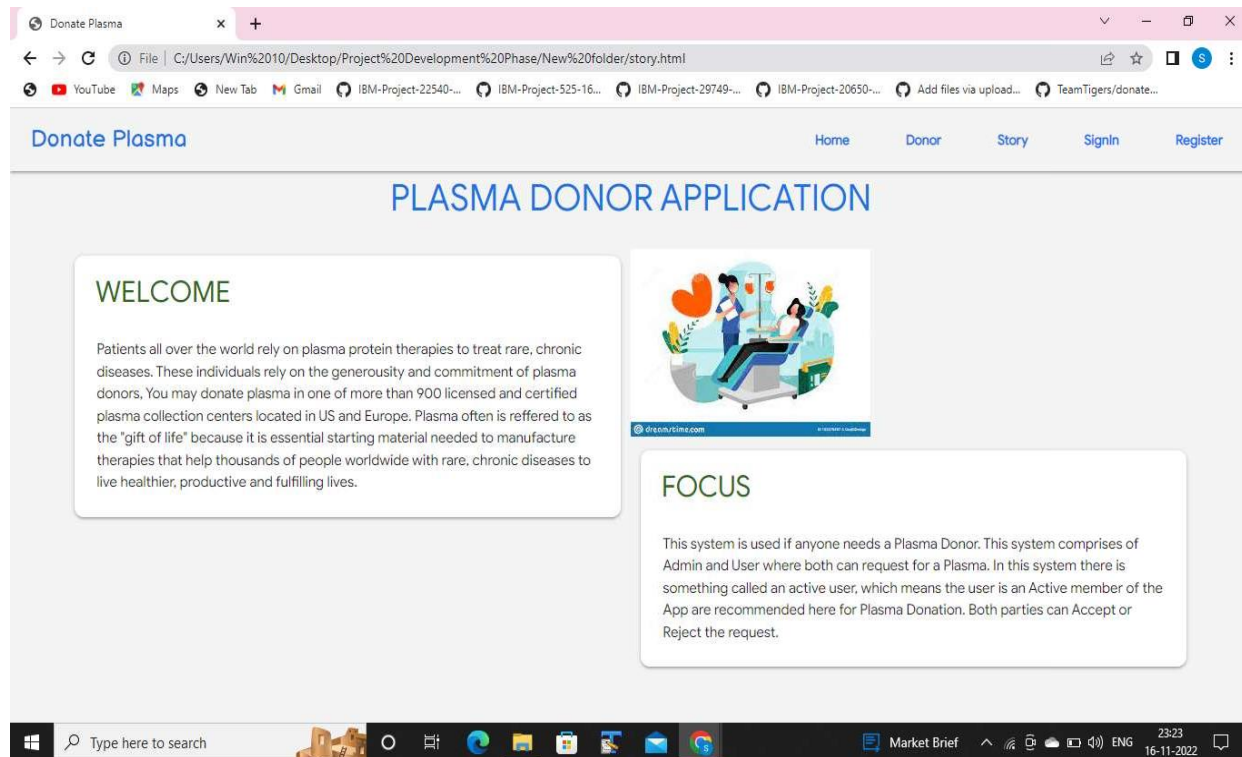 Donate Plasma
File | C:/Users/Win%2010/Desktop/Project%20Development%20Phase/New%20folder/story.html
YouTube Maps New Tab Gmail IBM-Project-22540-... IBM-Project-525-16... IBM-Project-29749-... IBM-Project-20650-... Add files via upload... TeamTigers/donate...
S
Donate Plasma Home Donor Story SignIn Register
PLASMA DONOR APPLICATION
WELCOME
Patients all over the world rely on plasma protein therapies to treat rare, chronic
diseases. These individuals rely on the generousity and commitment of plasma
donors, You may donate plasma in one of more than 900 licensed and certified
plasma collection centers located in US and Europe. Plasma often is reffered to as
the "gift of life" because it is essential starting material needed to manufacture
therapies that help thousands of people worldwide with rare, chronic diseases to
live healthier, productive and fulfilling lives.
dreamstime.com
FOCUS
This system is used if anyone needs a Plasma Donor. This system comprises of
Admin and User where both can request for a Plasma. In this system there is
something called an active user, which means the user is an Active member of the
App are recommended here for Plasma Donation. Both parties can Accept or
Reject the request.
Type here to search
Market Brief
ENG
23:23
16-11-2022